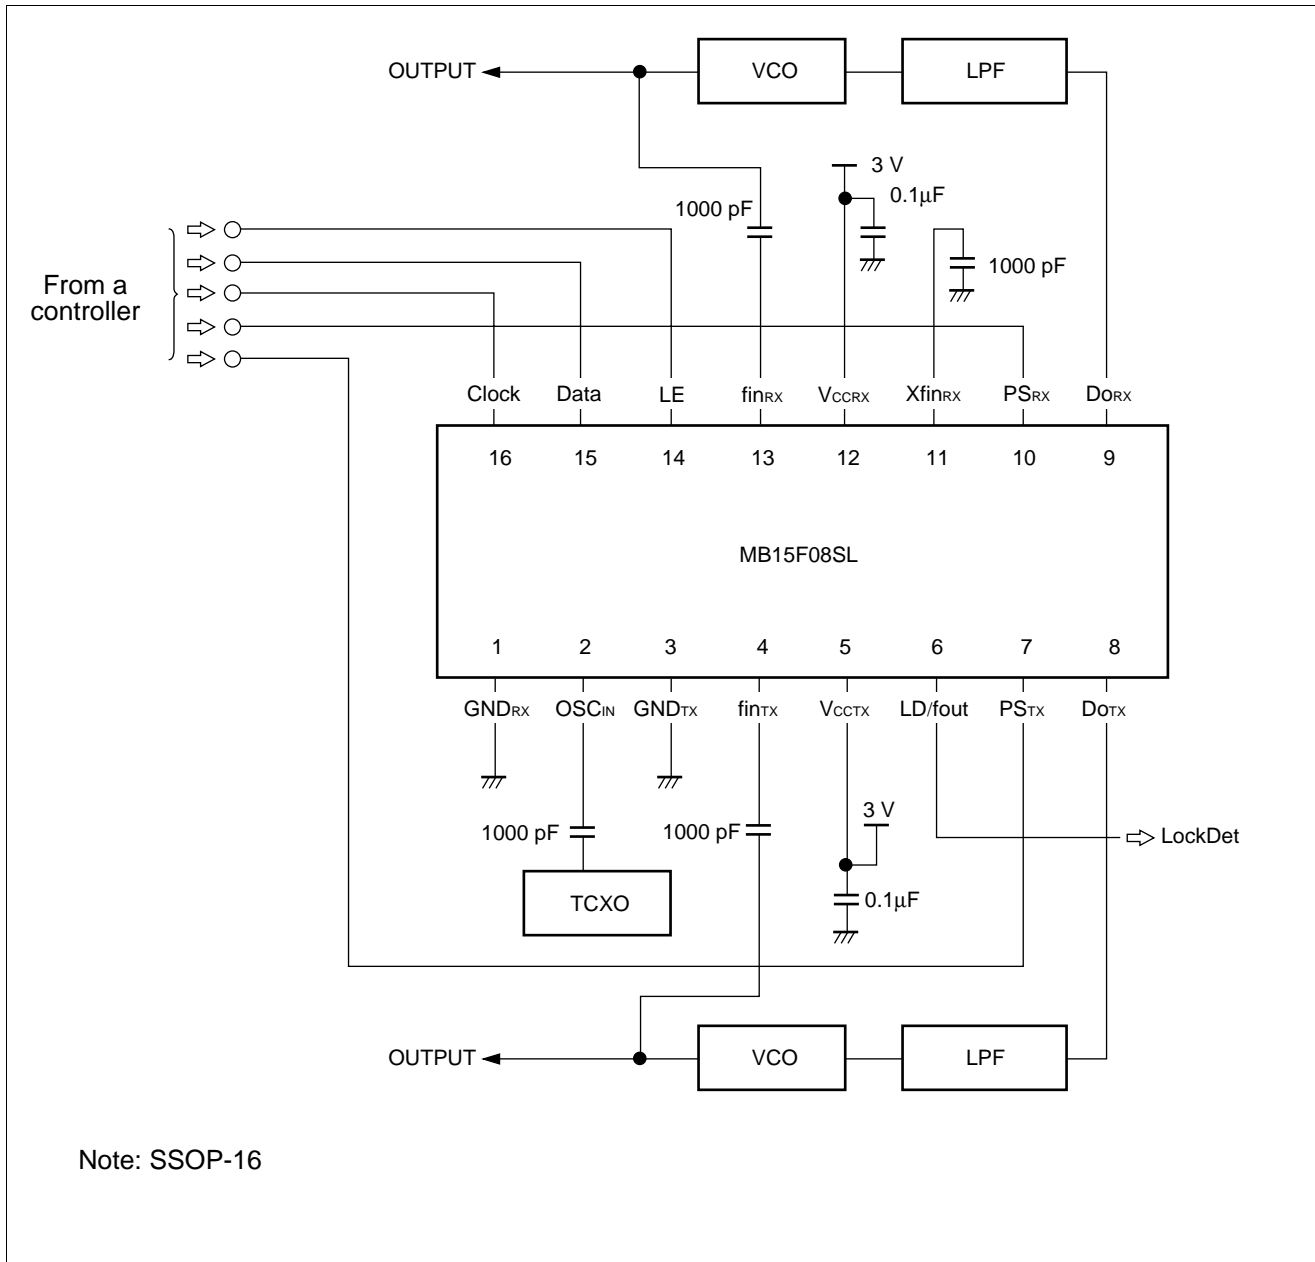 OUTPUT
VCO
LPF
3 V
0.1µF
1000 pF
1000 pF
From a
controller
Clock
Data
LE
finRX
VCCRX
XfinRX
PSRX
DoRX
16
15
14
13
12
11
10
9
MB15F08SL
1
2
3
4
5
6
7
8
GNDRX
OSCIN
GNDTX
finTX
VCCTX
LD/fout
PSTX
DoTX
3 V
1000 pF
1000 pF
LockDet
TCXO
0.1µF
OUTPUT
VCO
LPF
Note: SSOP-16